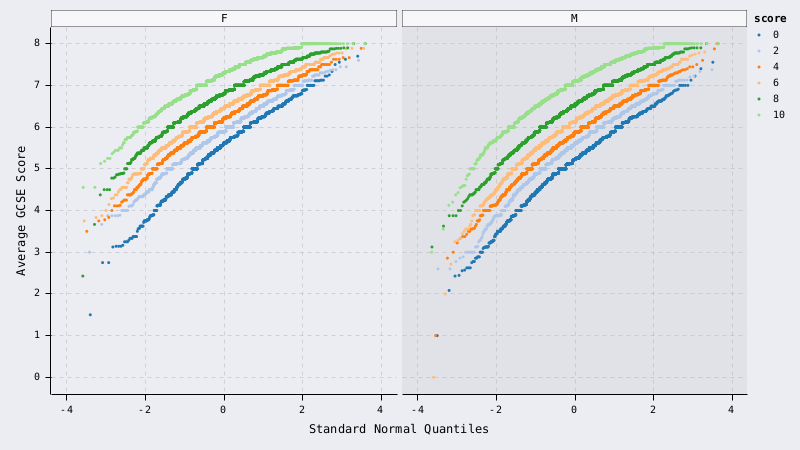 F
M
score
0
2
4
6
8
10
Average GCSE Score
8
7
6
5
4
3
2
1
0
-4 -2 0 2 4
-4 -2 0 2 4
Standard Normal Quantiles